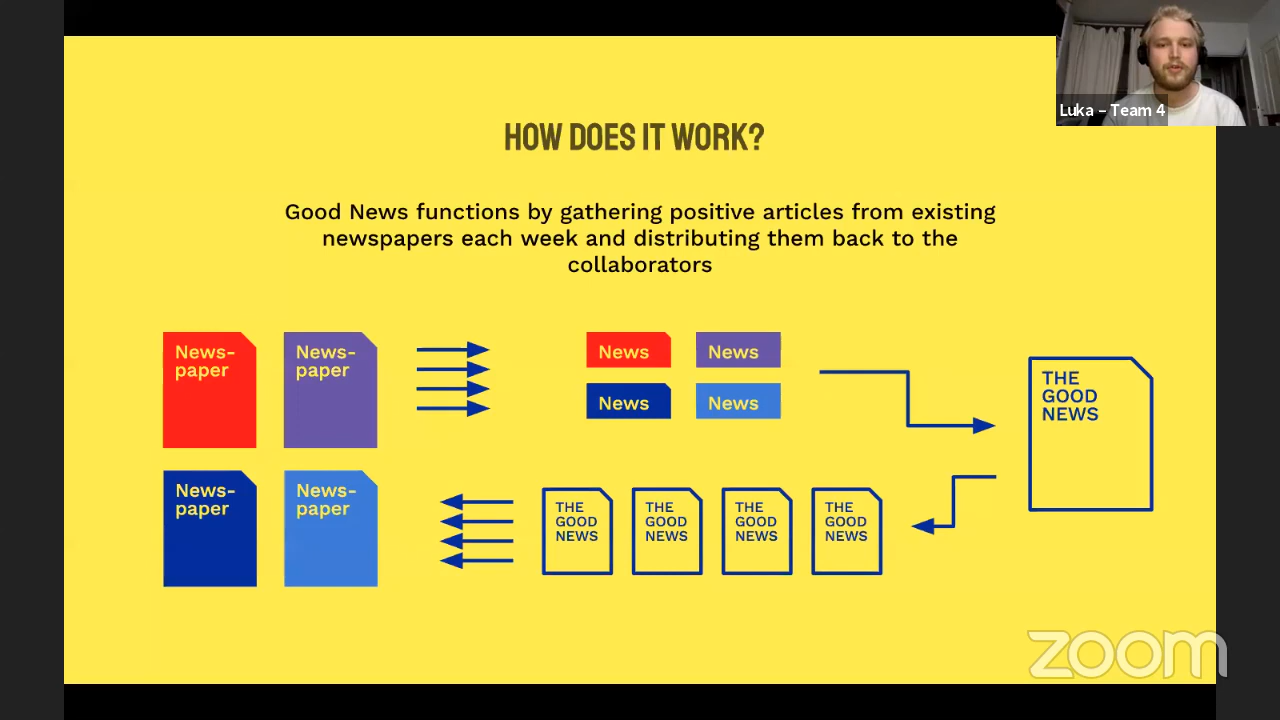 Luka – Team 4
HOW DOES IT WORK?
Good News functions by gathering positive articles from existing
newspapers each week and distributing them back to the
collaborators
News-
paper
News-
paper
News
News
News
News
THE
GOOD
NEWS
News-
paper
News-
paper
THE
GOOD
NEWS
THE
GOOD
NEWS
THE
GOOD
NEWS
THE
GOOD
NEWS
zoom